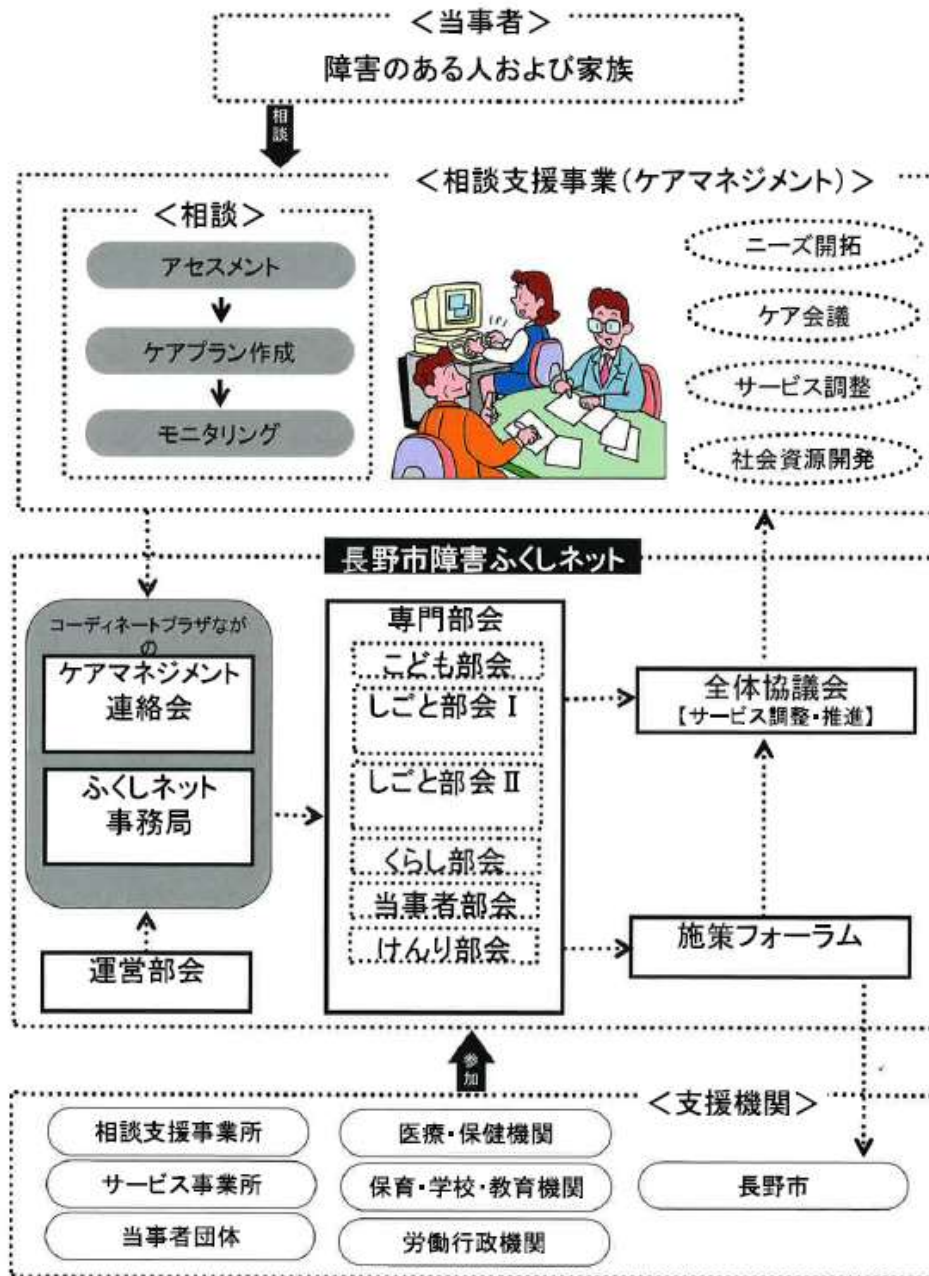 ＜当事者＞
障害のある人および家族
相談
＜相談支援事業（ケアマネジメント）＞
＜相談＞
アセスメント
ケアプラン作成
モニタリング
ニーズ開拓
ケア会議
サービス調整
社会資源開発
長野市障害ふくしネット
コーディネートプラザなが
の
ケアマネジメント
連絡会
ふくしネット
事務局
運営部会
専門部会
こども部会
しごと部会Ⅰ
しごと部会Ⅱ
くらし部会
当事者部会
けんり部会
全体協議会
【サービス調整・推進】
施策フォーラム
参加
＜支援機関＞
相談支援事業所
サービス事業所
当事者団体
医療・保健機関
保育・学校・教育機関
労働行政機関
長野市